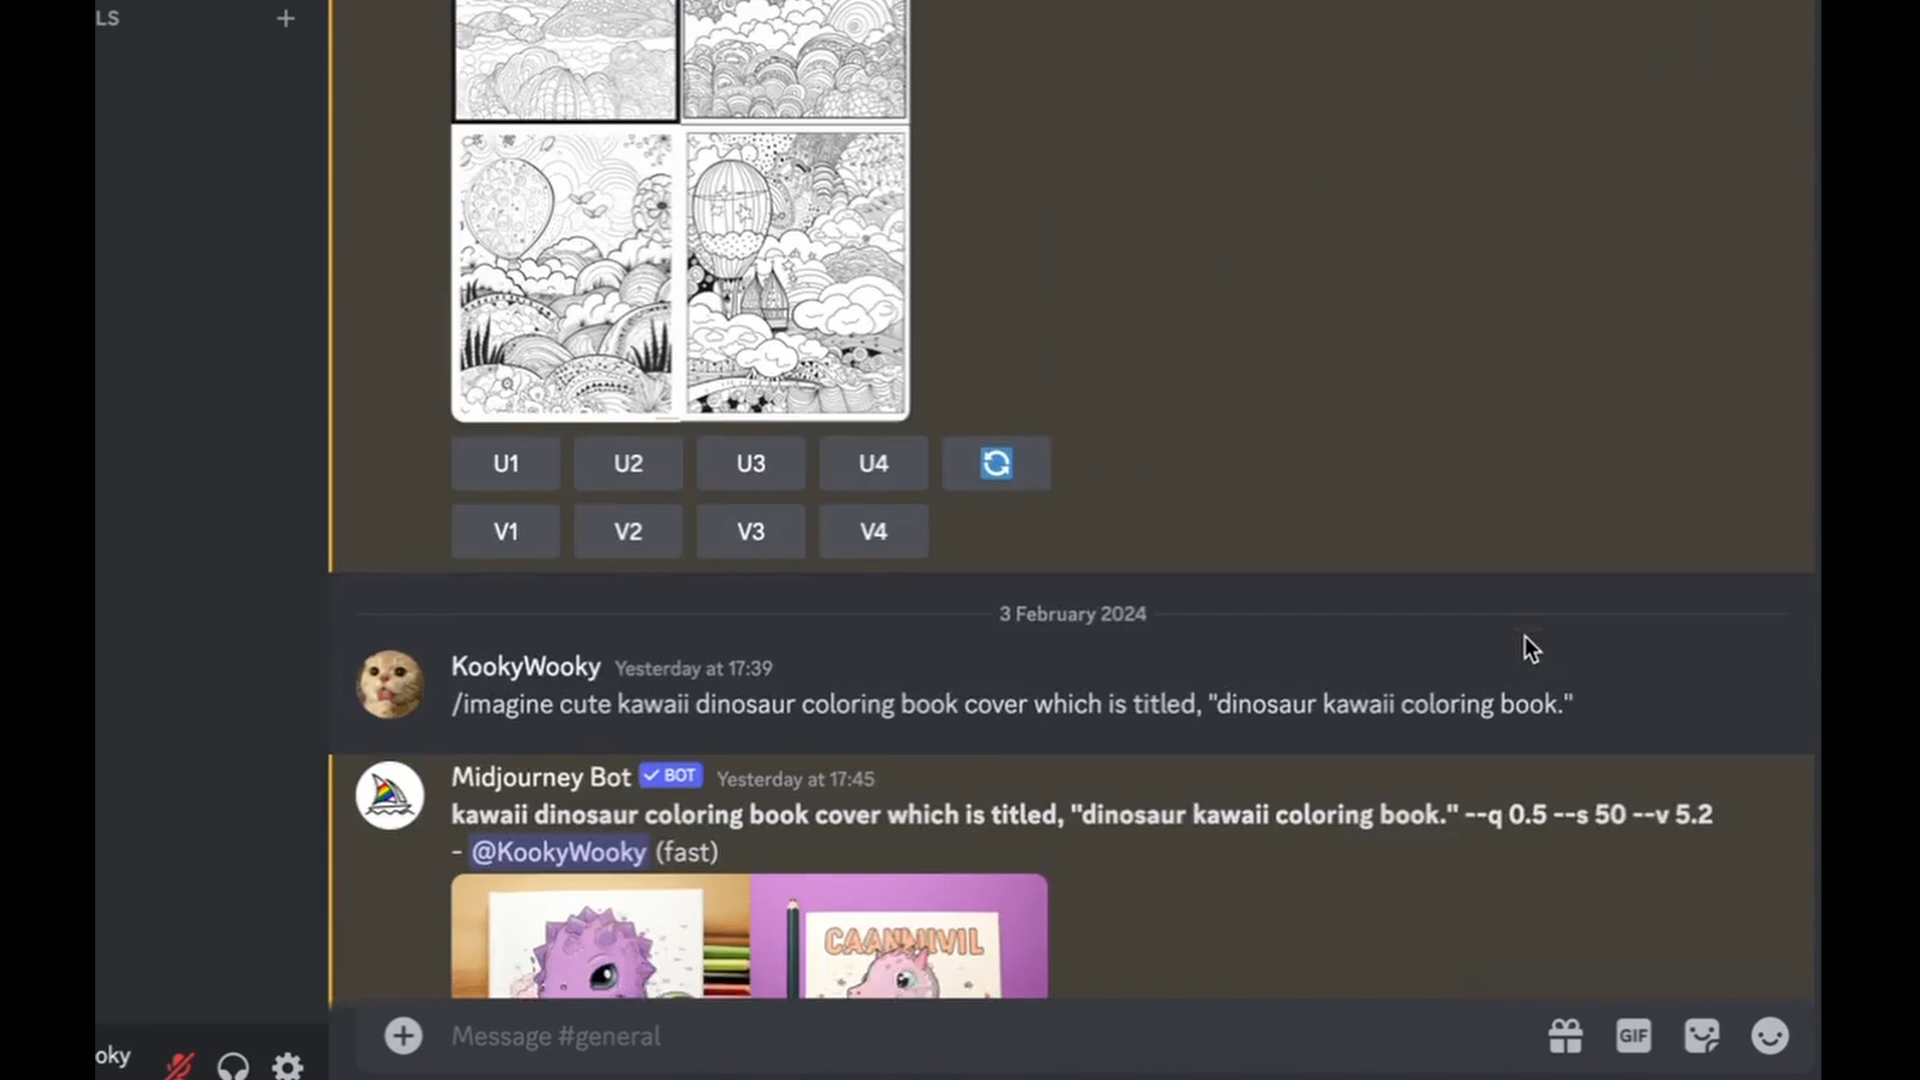 LS
U1 U2 U3 U4
V1 V2 V3 V4
3 February 2024
KookyWooky Yesterday at 17:39
/imagine cute kawaii dinosaur coloring book cover which is titled, "dinosaur kawaii coloring book."
Midjourney Bot BOT Yesterday at 17:45
kawaii dinosaur coloring book cover which is titled, "dinosaur kawaii coloring book." --q 0.5 --s 50 --v 5.2
- @KookyWooky (fast)
Message #general
GIF
oky